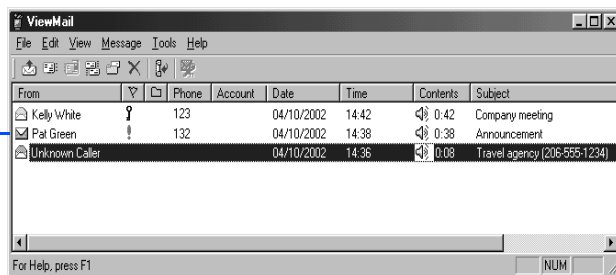 ViewMail
File Edit View Message Tools Help
From Phone Account Date Time Contents Subject
Kelly White 123 04/10/2002 14:42 0:42 Company meeting
Pat Green 132 04/10/2002 14:38 0:38 Announcement
Unknown Caller 04/10/2002 14:36 0:08 Travel agency (206-555-1234)
For Help, press F1 NUM